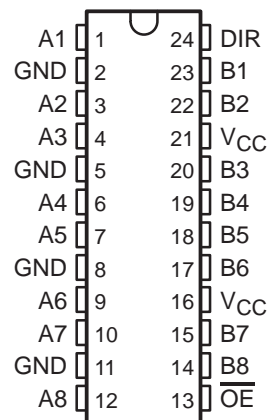 A1 1 24 DIR
GND 2 23 B1
A2 3 22 B2
A3 4 21 VCC
GND 5 20 B3
A4 6 19 B4
A5 7 18 B5
GND 8 17 B6
A6 9 16 VCC
A7 10 15 B7
GND 11 14 B8
A8 12 13 O̅E̅